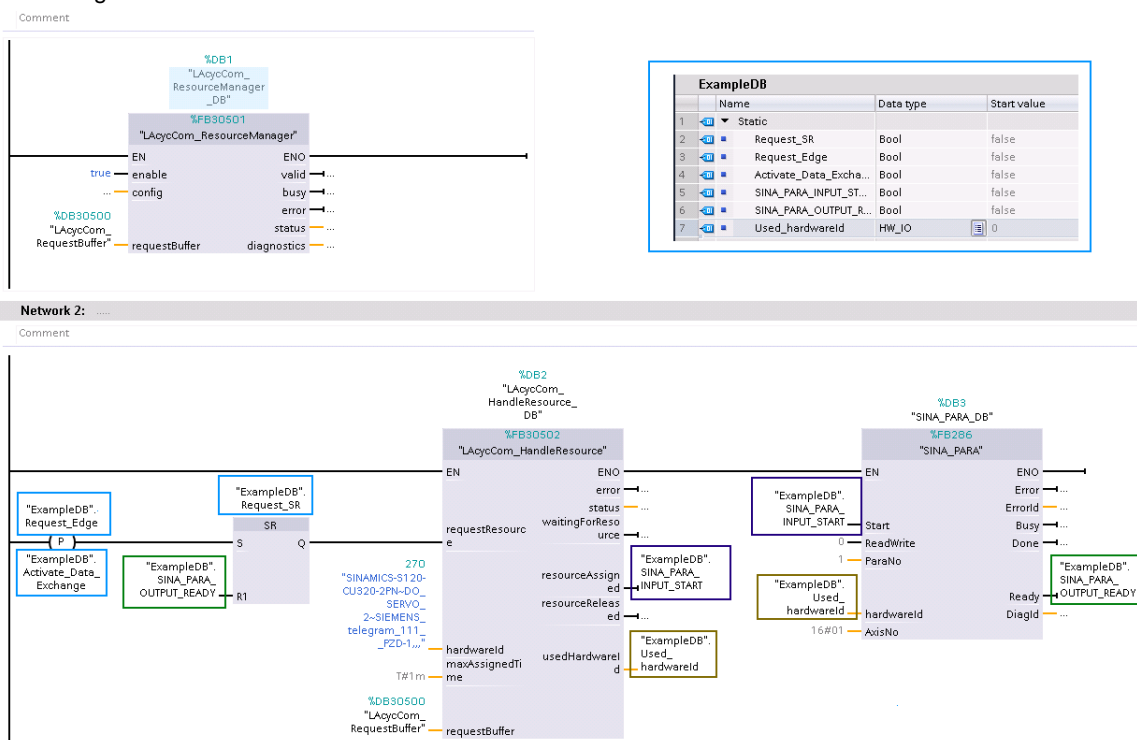 Comment
%DB1
"LAcycCom_
ResourceManager
_DB"
%FB30501
"LAcycCom_ResourceManager"
EN
ENO
true
enable
valid
...
...
config
busy
...
error
...
%DB30500
"LAcycCom_
RequestBuffer"
requestBuffer
status
...
diagnostics
...
ExampleDB
Name
Data type
Start value
1
Static
2
Request_SR
Bool
false
3
Request_Edge
Bool
false
4
Activate_Data_Excha...
Bool
false
5
SINA_PARA_INPUT_ST...
Bool
false
6
SINA_PARA_OUTPUT_R...
Bool
false
7
Used_hardwareId
HW_IO
0
Network 2:
.....
Comment
%DB2
"LAcycCom_
HandleResource_
DB"
%FB30502
"LAcycCom_HandleResource"
EN
ENO
error
...
status
...
waitingForReso
urce
...
requestResourc
e
resourceAssign
ed
resourceReleas
ed
...
usedHardwareI
d
hardwareId
maxAssignedTi
me
requestBuffer
"ExampleDB".
Request_Edge
P
"ExampleDB".
Activate_Data_
Exchange
"ExampleDB".
Request_SR
SR
S
Q
R1
"ExampleDB".
SINA_PARA_
OUTPUT_READY
270
"SINAMICS-S120-
CU320-2PN~DO_
SERVO_
2~SIEMENS_
telegram_111_
_PZD-1,,,"
T#1m
%DB30500
"LAcycCom_
RequestBuffer"
"ExampleDB".
SINA_PARA_
INPUT_START
"ExampleDB".
Used_
hardwareId
%DB3
"SINA_PARA_DB"
%FB286
"SINA_PARA"
EN
ENO
"ExampleDB".
SINA_PARA_
INPUT_START
Start
Error
...
ErrorId
...
0
ReadWrite
Busy
...
1
ParaNo
Done
...
"ExampleDB".
Used_
hardwareId
hardwareId
Ready
"ExampleDB".
SINA_PARA_
OUTPUT_READY
DiagId
...
16#01
AxisNo